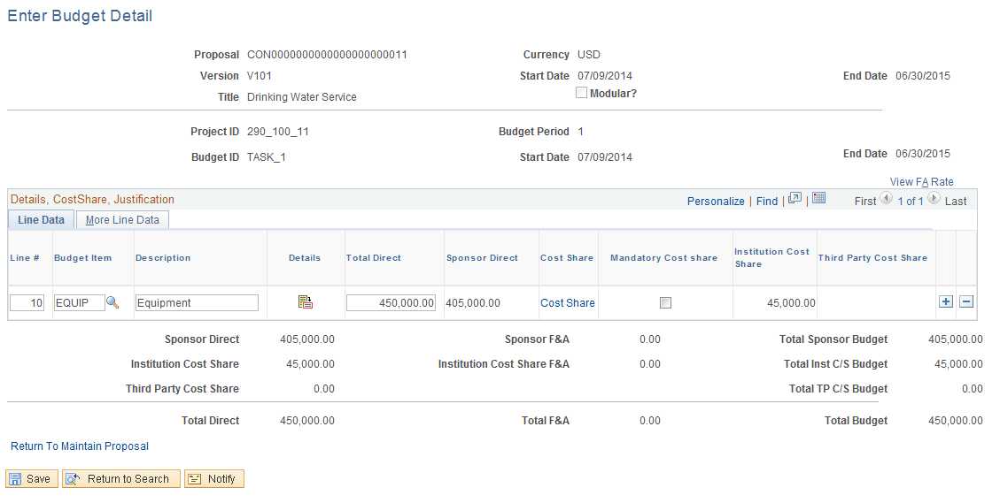 Enter Budget Detail
Proposal CON0000000000000000000011 Currency USD
Version V101 Start Date 07/09/2014 End Date 06/30/2015
Title Drinking Water Service Modular?
Project ID 290_100_11 Budget Period 1
Budget ID TASK_1 Start Date 07/09/2014 End Date 06/30/2015
View FA Rate
Details, CostShare, Justification Personalize | Find | | First 1 of 1 Last
Line Data More Line Data
Line # Budget Item Description Details Total Direct Sponsor Direct Cost Share Mandatory Cost share Institution Cost Share Third Party Cost Share
10 EQUIP Equipment 450,000.00 405,000.00 Cost Share 45,000.00
Sponsor Direct 405,000.00 Sponsor F&A 0.00 Total Sponsor Budget 405,000.00
Institution Cost Share 45,000.00 Institution Cost Share F&A 0.00 Total Inst C/S Budget 45,000.00
Third Party Cost Share 0.00 Total TP C/S Budget 0.00
Total Direct 450,000.00 Total F&A 0.00 Total Budget 450,000.00
Return To Maintain Proposal
Save Return to Search Notify